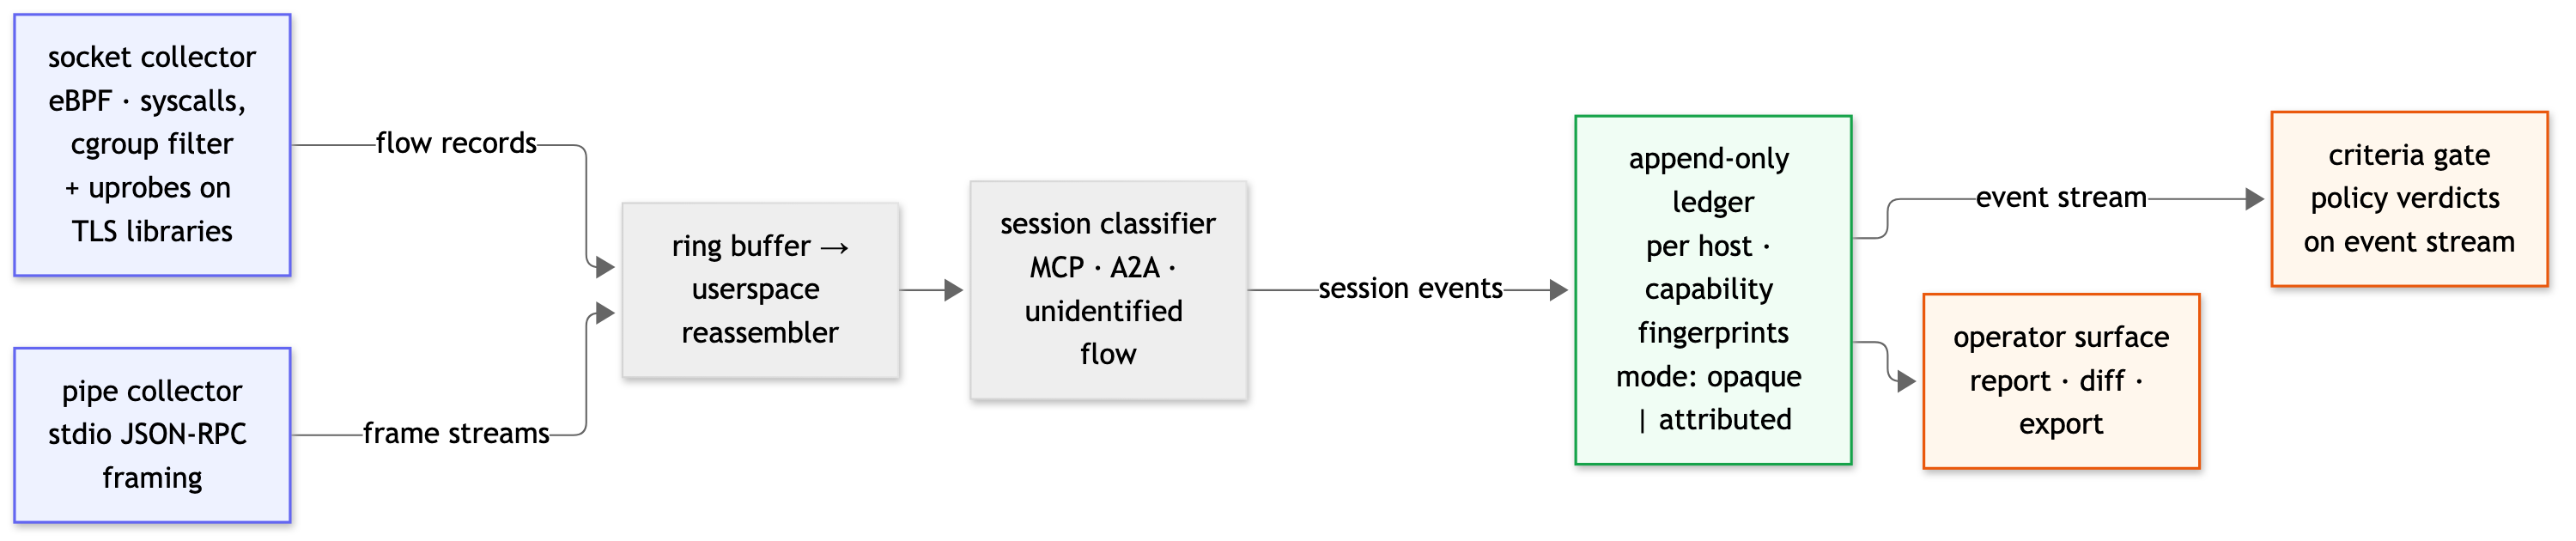 socket collector
eBPF · syscalls,
cgroup filter
+ uprobes on
TLS libraries
pipe collector
stdio JSON-RPC
framing
flow records
frame streams
ring buffer →
userspace
reassembler
session classifier
MCP · A2A ·
unidentified
flow
session events
append-only
ledger
per host ·
capability
fingerprints
mode: opaque
| attributed
event stream
criteria gate
policy verdicts
on event stream
operator surface
report · diff ·
export